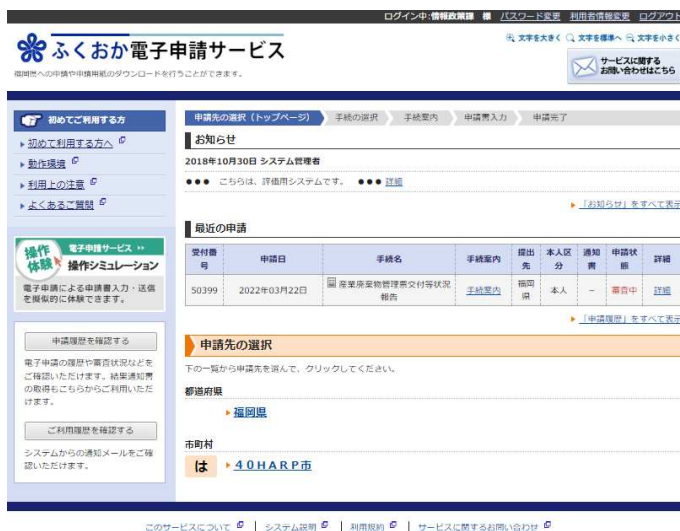 ログイン中:情報政策課 様 パスワード変更 利用者情報変更 ログアウト
ふくおか電子申請サービス
文字を大きく 文字を標準へ 文字を小さく
福岡県への申請や申請用紙のダウンロードを行うことができます。
サービスに関する
お問い合わせはこちら
初めてご利用する方
初めて利用する方へ
動作環境
利用上の注意
よくあるご質問
操作体験
電子申請サービス
操作シミュレーション
電子申請による申請書入力・送信を擬似的に体験できます。
申請履歴を確認する
電子申請の履歴や審査状況などを
ご確認いただけます。結果通知書
の取得もこちらからご利用いただ
けます。
ご利用履歴を確認する
システムからの通知メールをご確
認いただけます。
申請先の選択(トップページ) 手続の選択 手続案内 申請書入力 申請完了
お知らせ
2018年10月30日 システム管理者
●●● こちらは、評価用システムです。 ●●● 詳細
「お知らせ」をすべて表示
最近の申請
受付番号 申請日 手続名 手続案内 提出先 本人区分 通知書 申請状態 詳細
50399 2022年03月22日 産業廃棄物管理票交付等状況報告 手続案内 福岡県 本人 - 審査中 詳細
「申請履歴」をすべて表示
申請先の選択
下の一覧から申請先を選んで、クリックしてください。
都道府県
福岡県
市町村
は 40HARP市
このサービスについて | システム説明 | 利用規約 | サービスに関するお問い合わせ